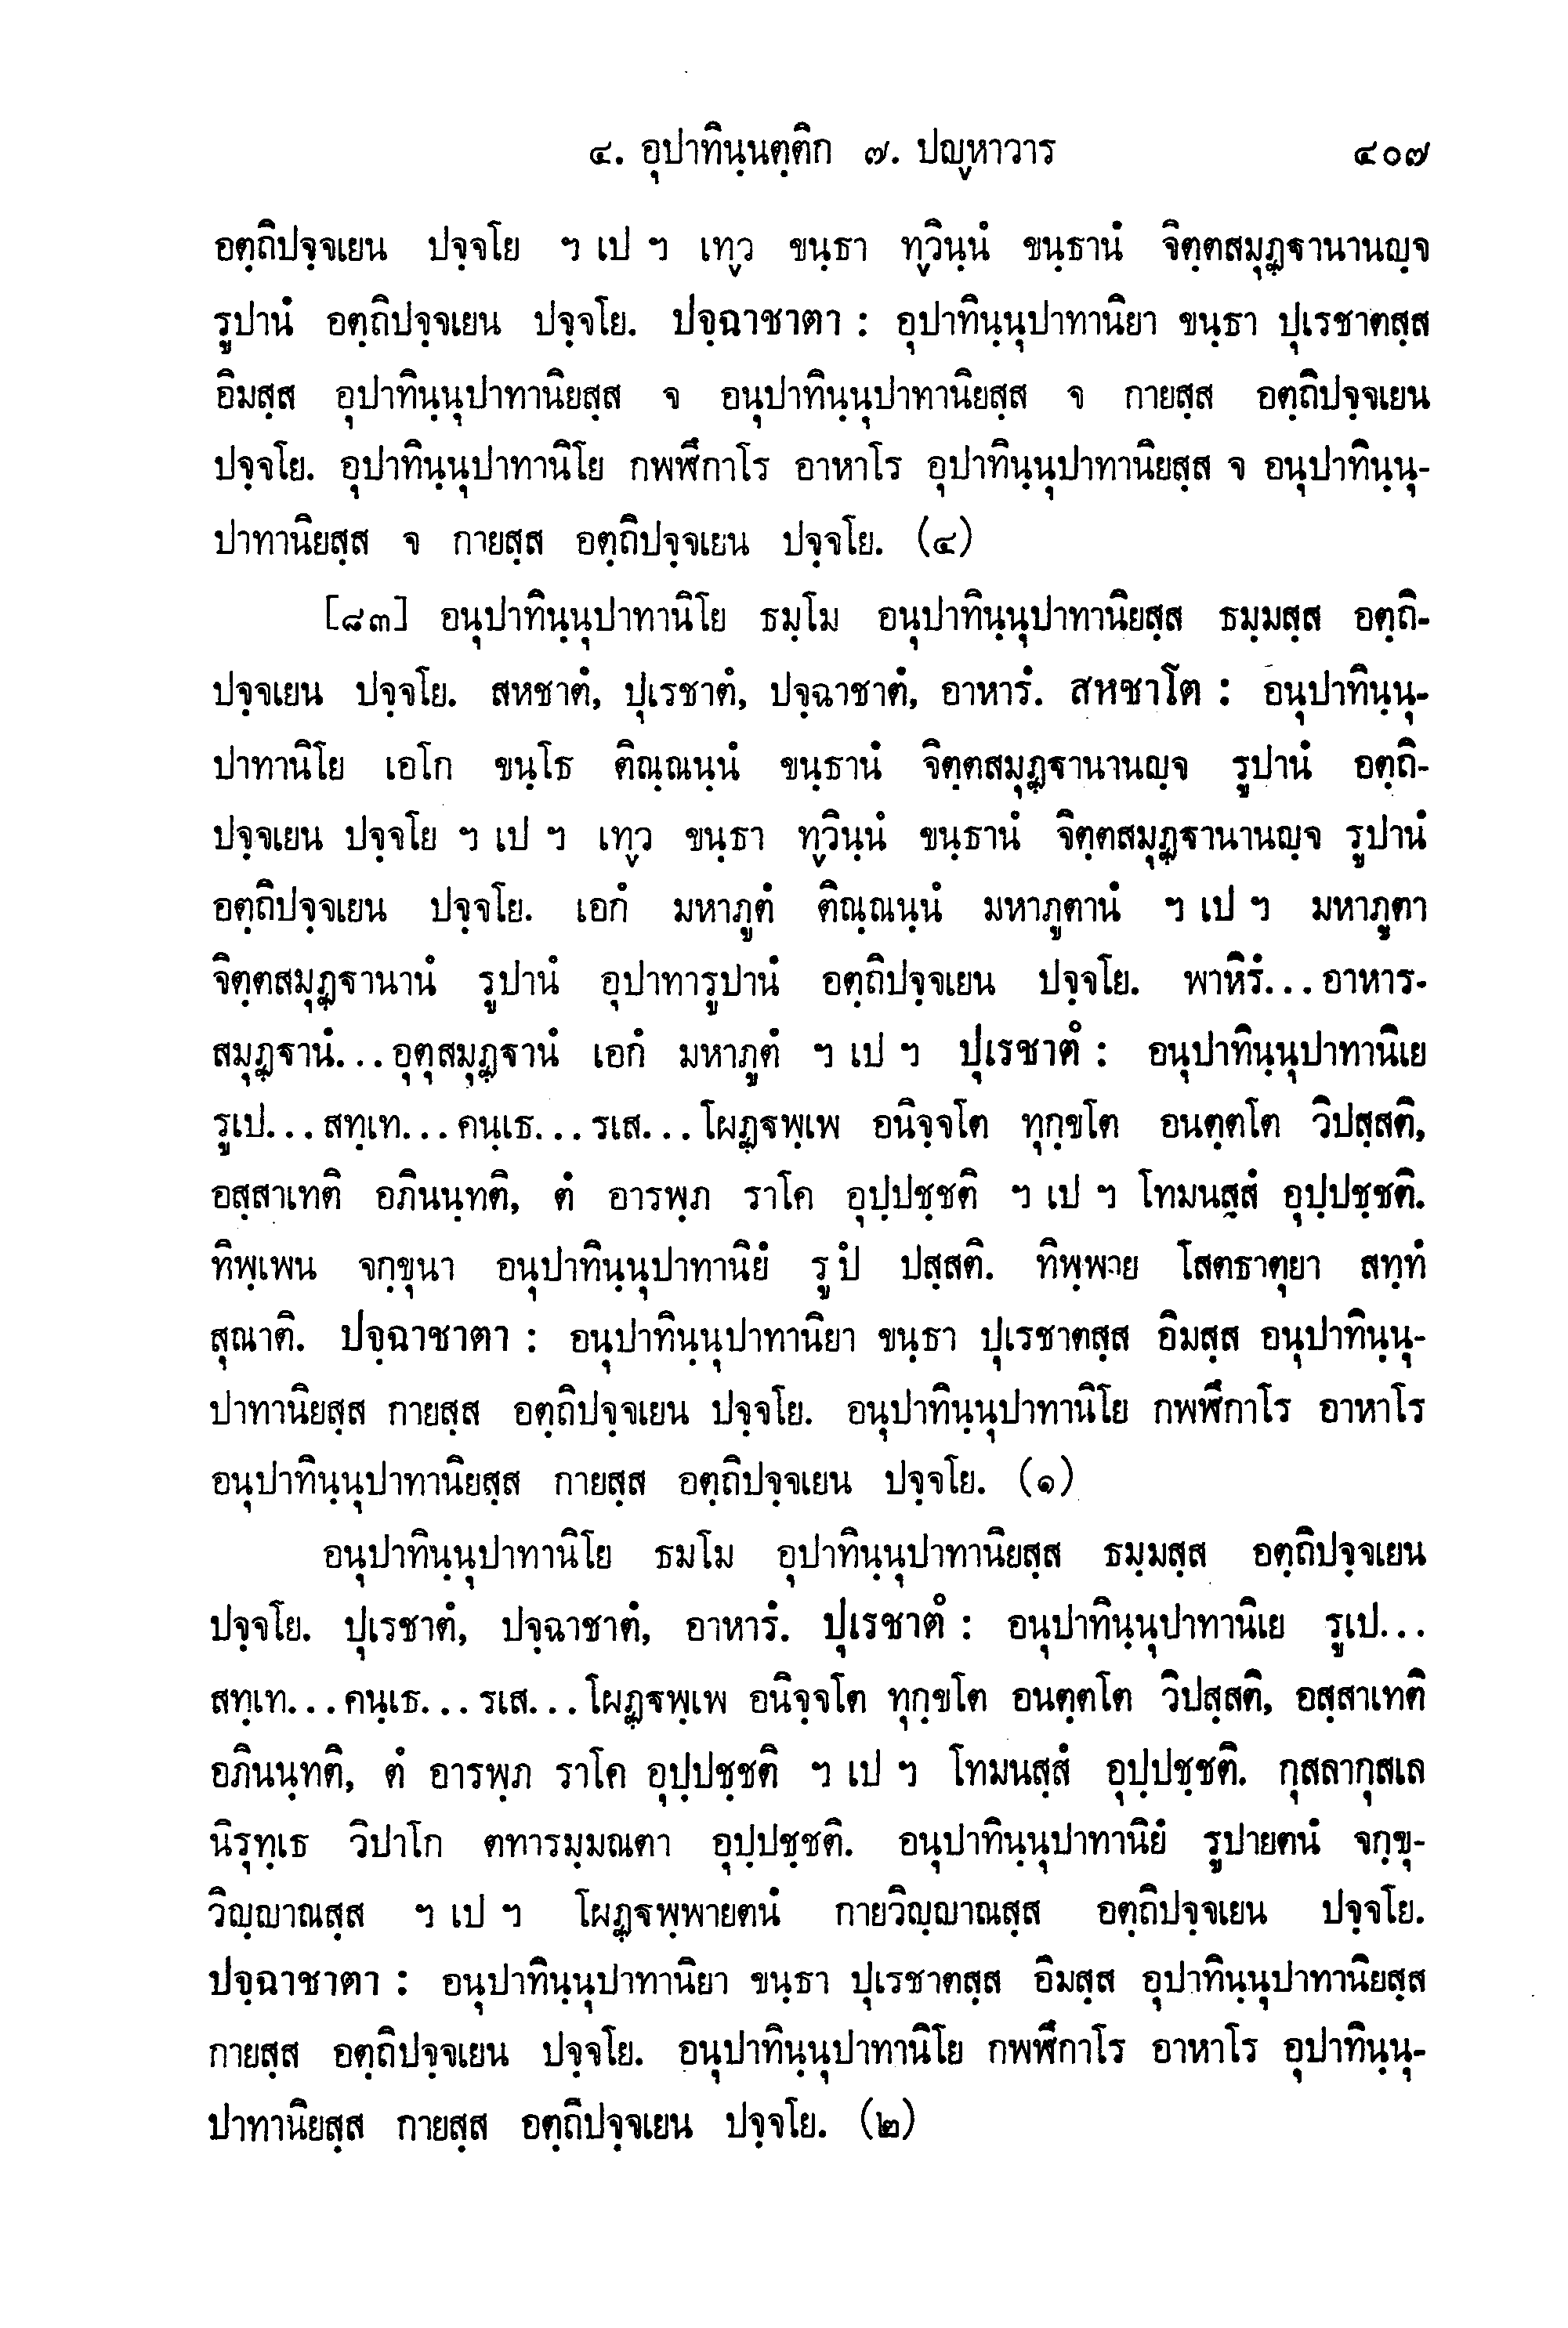 ๔. อุปาทินฺนตฺติก ๗. ปญฺหาวาร ๔๐๗
อตฺถิปจฺจเยน ปจฺจโย ฯ เป ฯ เทฺว ขนฺธา ทฺวินฺนํ ขนฺธานํ จิตฺตสมุฏฺฐานานญฺจ
รูปานํ อตฺถิปจฺจเยน ปจฺจโย. ปจฺฉาชาตา : อุปาทินฺนุปาทานิยา ขนฺธา ปุเรชาตสฺส
อิมสฺส อุปาทินฺนุปาทานิยสฺส จ อนุปาทินฺนุปาทานิยสฺส จ กายสฺส อตฺถิปจฺจเยน
ปจฺจโย. อุปาทินฺนุปาทานิโย กพฬีกาโร อาหาโร อุปาทินฺนุปาทานิยสฺส จ อนุปาทินฺนุ-
ปาทานิยสฺส จ กายสฺส อตฺถิปจฺจเยน ปจฺจโย. (๔)
[๘๓] อนุปาทินฺนุปาทานิโย ธมฺโม อนุปาทินฺนุปาทานิยสฺส ธมฺมสฺส อตฺถิ-
ปจฺจเยน ปจฺจโย. สหชาตํ, ปุเรชาตํ, ปจฺฉาชาตํ, อาหารํ. สหชาโต : อนุปาทินฺนุ-
ปาทานิโย เอโก ขนฺโธ ติณฺณนฺนํ ขนฺธานํ จิตฺตสมุฏฺฐานานญฺจ รูปานํ อตฺถิ-
ปจฺจเยน ปจฺจโย ฯ เป ฯ เทฺว ขนฺธา ทฺวินฺนํ ขนฺธานํ จิตฺตสมุฏฺฐานานญฺจ รูปานํ
อตฺถิปจฺจเยน ปจฺจโย. เอกํ มหาภูตํ ติณฺณนฺนํ มหาภูตานํ ฯ เป ฯ มหาภูตา
จิตฺตสมุฏฺฐานานํ รูปานํ อุปาทารูปานํ อตฺถิปจฺจเยน ปจฺจโย. พาหิรํ...อาหาร-
สมุฏฺฐานํ...อุตุสมุฏฺฐานํ เอกํ มหาภูตํ ฯ เป ฯ ปุเรชาตํ : อนุปาทินฺนุปาทานิเย
รูเป...สทฺเท...คนฺเธ...รเส...โผฏฺฐพฺเพ อนิจฺจโต ทุกฺขโต อนตฺตโต วิปสฺสติ,
อสฺสาเทติ อภินนฺทติ, ตํ อารพฺภ ราโค อุปฺปชฺชติ ฯ เป ฯ โทมนสฺสํ อุปฺปชฺชติ.
ทิพฺเพน จกฺขุนา อนุปาทินฺนุปาทานิยํ รูปํ ปสฺสติ. ทิพฺพาย โสตธาตุยา สทฺทํ
สุณาติ. ปจฺฉาชาตา : อนุปาทินฺนุปาทานิยา ขนฺธา ปุเรชาตสฺส อิมสฺส อนุปาทินฺนุ-
ปาทานิยสฺส กายสฺส อตฺถิปจฺจเยน ปจฺจโย. อนุปาทินฺนุปาทานิโย กพฬีกาโร อาหาโร
อนุปาทินฺนุปาทานิยสฺส กายสฺส อตฺถิปจฺจเยน ปจฺจโย. (๑)
อนุปาทินฺนุปาทานิโย ธมโม อุปาทินฺนุปาทานิยสฺส ธมฺมสฺส อตฺถิปจฺจเยน
ปจฺจโย. ปุเรชาตํ, ปจฺฉาชาตํ, อาหารํ. ปุเรชาตํ : อนุปาทินฺนุปาทานิเย รูเป...
สทฺเท...คนฺเธ...รเส...โผฏฺฐพฺเพ อนิจฺจโต ทุกฺขโต อนตฺตโต วิปสฺสติ, อสฺสาเทติ
อภินนฺทติ, ตํ อารพฺภ ราโค อุปฺปชฺชติ ฯ เป ฯ โทมนสฺสํ อุปฺปชฺชติ. กุสลากุสเล
นิรุทฺเธ วิปาโก ตทารมฺมณตา อุปฺปชฺชติ. อนุปาทินฺนุปาทานิยํ รูปายตนํ จกฺขุ-
วิญฺญาณสฺส ฯ เป ฯ โผฏฺฐพฺพายตนํ กายวิญฺญาณสฺส อตฺถิปจฺจเยน ปจฺจโย.
ปจฺฉาชาตา : อนุปาทินฺนุปาทานิยา ขนฺธา ปุเรชาตสฺส อิมสฺส อุปาทินฺนุปาทานิยสฺส
กายสฺส อตฺถิปจฺจเยน ปจฺจโย. อนุปาทินฺนุปาทานิโย กพฬีกาโร อาหาโร อุปาทินฺนุ-
ปาทานิยสฺส กายสฺส อตฺถิปจฺจเยน ปจฺจโย. (๒)